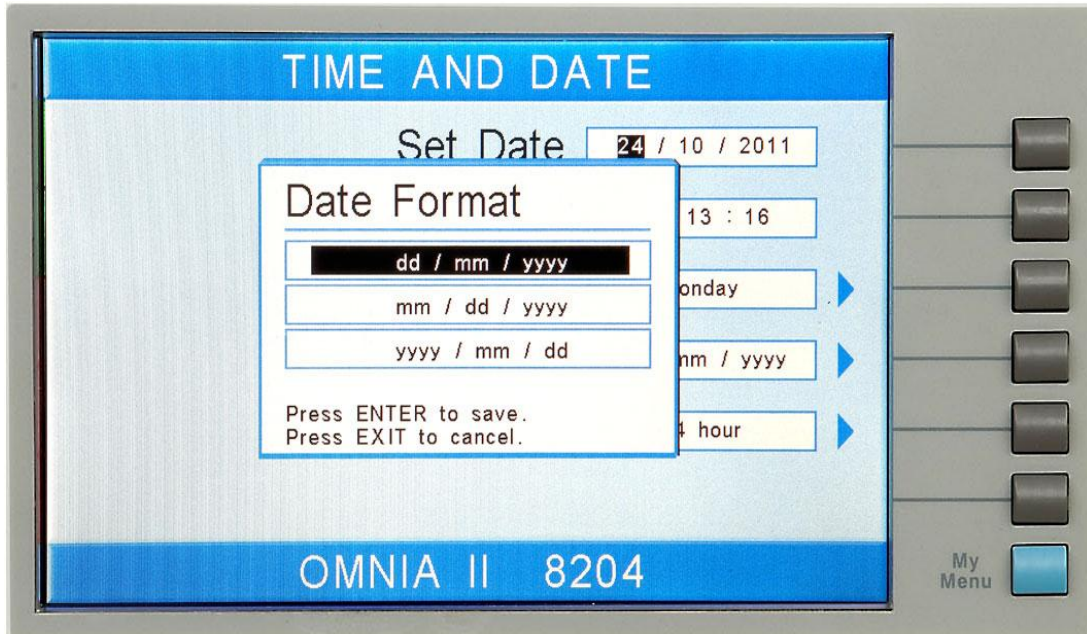 TIME AND DATE
Set Date 24 / 10 / 2011
13 : 16
onday
mm / yyyy
4 hour
Date Format
dd / mm / yyyy
mm / dd / yyyy
yyyy / mm / dd
Press ENTER to save.
Press EXIT to cancel.
OMNIA II 8204
My
Menu